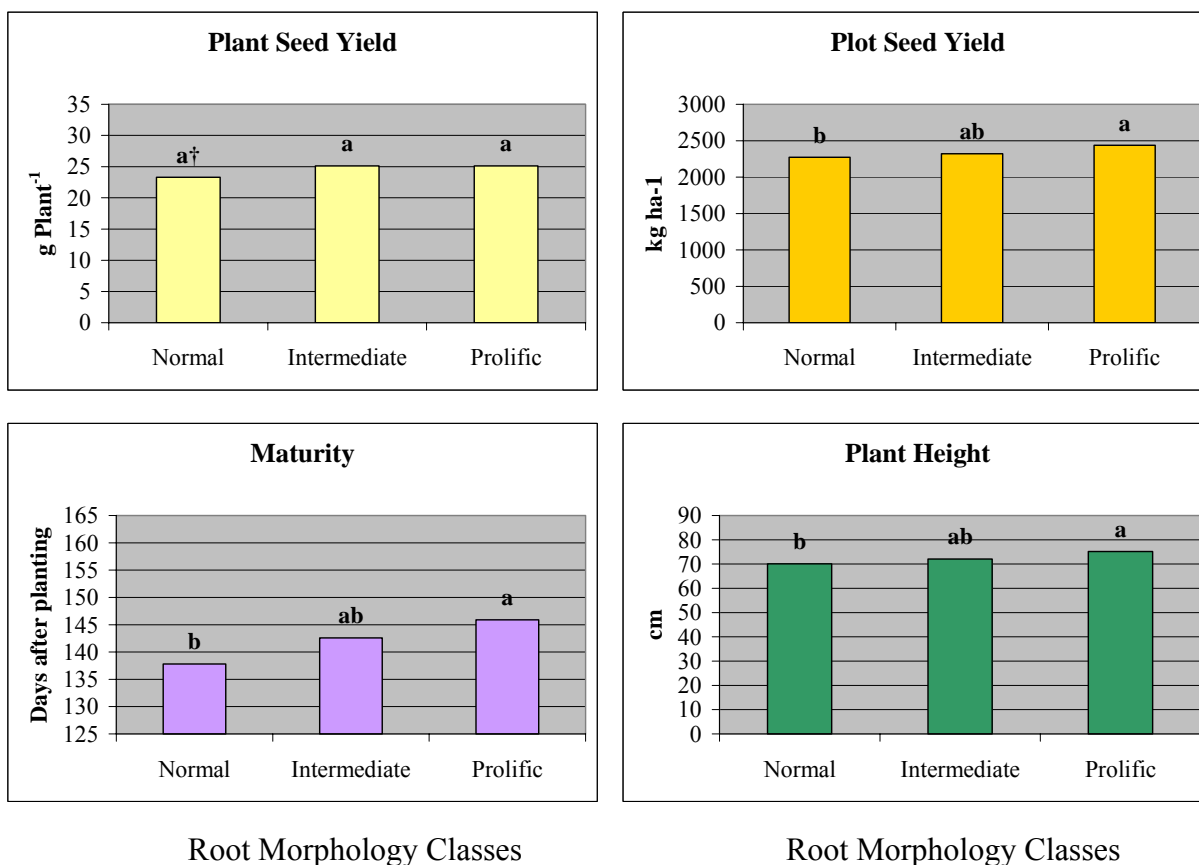 Plant Seed Yield
g Plant-1
35
30
25
20
15
10
5
0
a†
a
a
Normal Intermediate Prolific
Plot Seed Yield
kg ha-1
3000
2500
2000
1500
1000
500
0
b
ab
a
Normal Intermediate Prolific
Maturity
Days after planting
165
160
155
150
145
140
135
130
125
b
ab
a
Normal Intermediate Prolific
Plant Height
cm
90
80
70
60
50
40
30
20
10
0
b
ab
a
Normal Intermediate Prolific
Root Morphology Classes
Root Morphology Classes